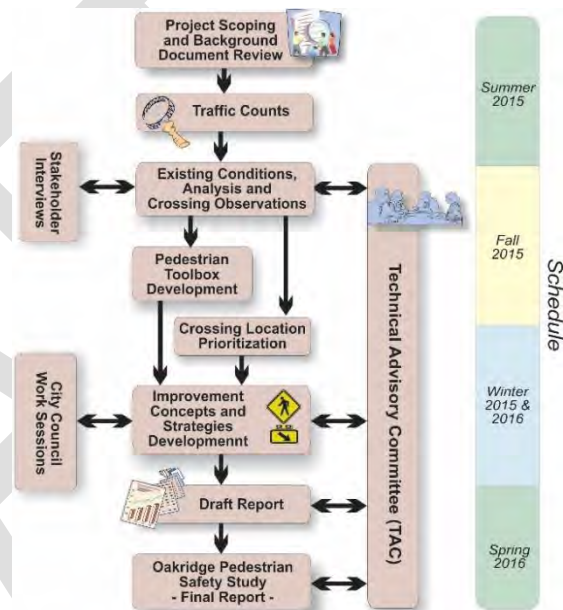 Project Scoping
and Background
Document Review
Traffic Counts
Stakeholder
Interviews
Existing Conditions,
Analysis and
Crossing Observations
Pedestrian
Toolbox
Development
Crossing Location
Prioritization
City Council
Work Sessions
Improvement
Concepts and
Strategies
Developmennt
Draft Report
Oakridge Pedestrian
Safety Study
- Final Report -
Technical Advisory Committee (TAC)
Summer
2015
Fall
2015
Winter
2015 &
2016
Spring
2016
Schedule